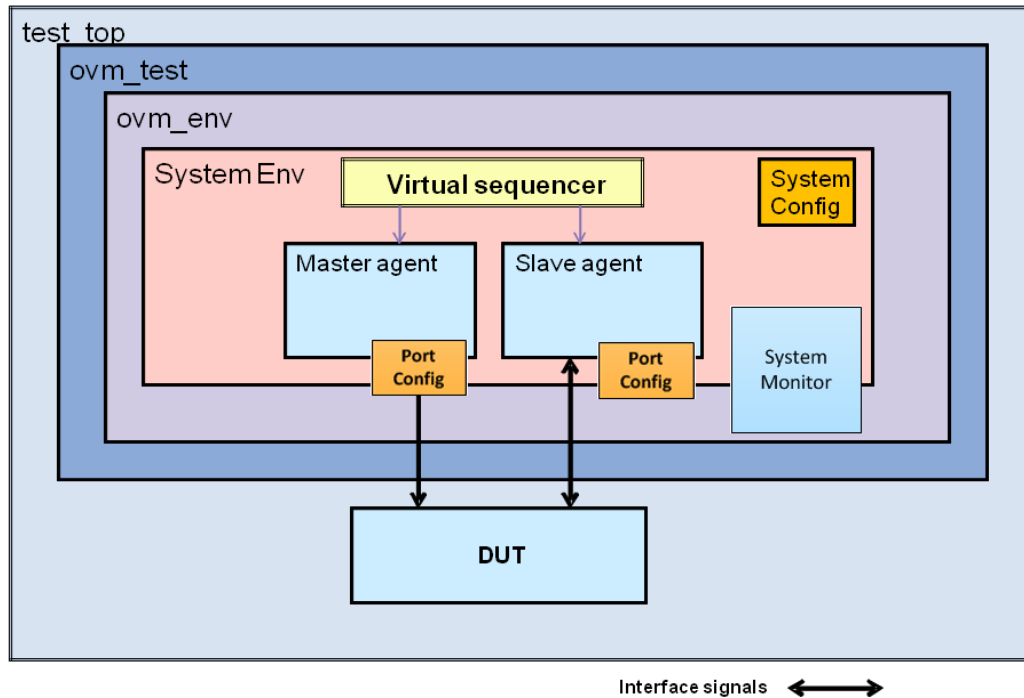 test_top
ovm_test
ovm_env
System Env
Virtual sequencer
System
Config
Master agent
Slave agent
Port
Config
Port
Config
System
Monitor
DUT
Interface signals